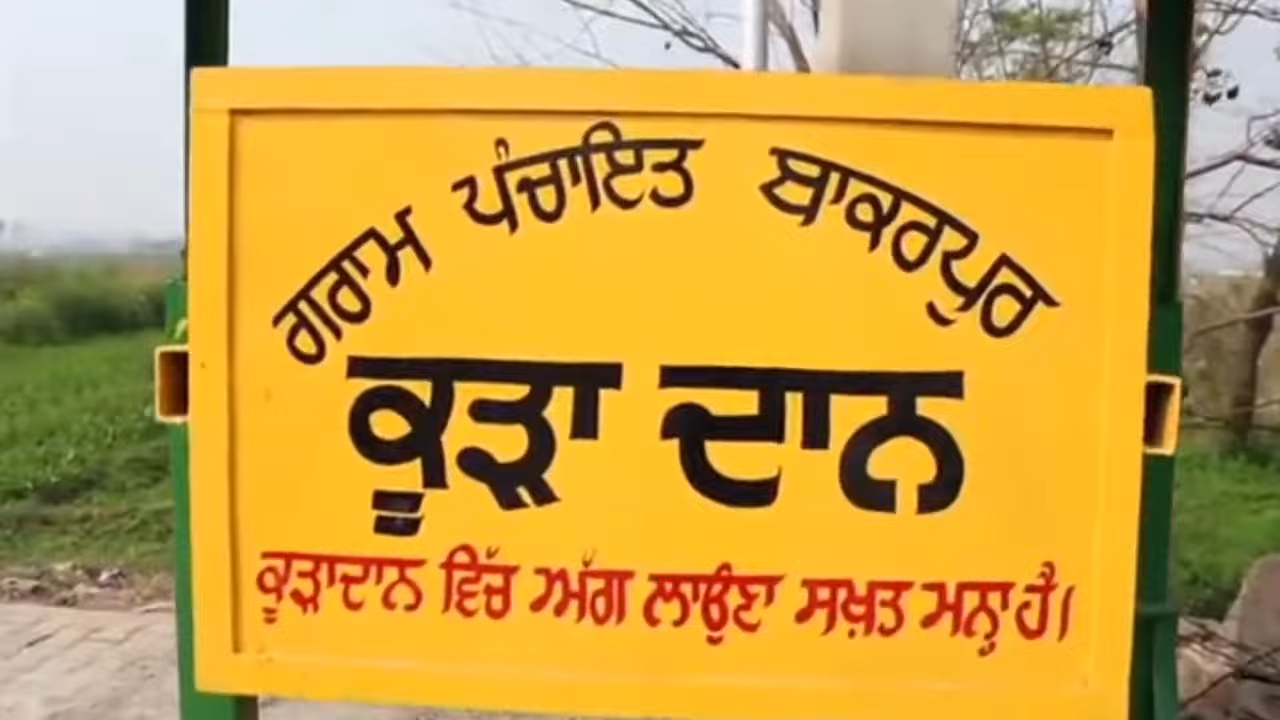 ਗਰਾਮ ਪੰਚਾਇਤ ਬਾਕਰਪੁਰ
ਕੂੜਾ ਦਾਨ
ਕੂੜਾਦਾਨ ਵਿੱਚ ਅੱਗ ਲਾਉਣਾ ਸਖ਼ਤ ਮਨ੍ਹਾ ਹੈ।